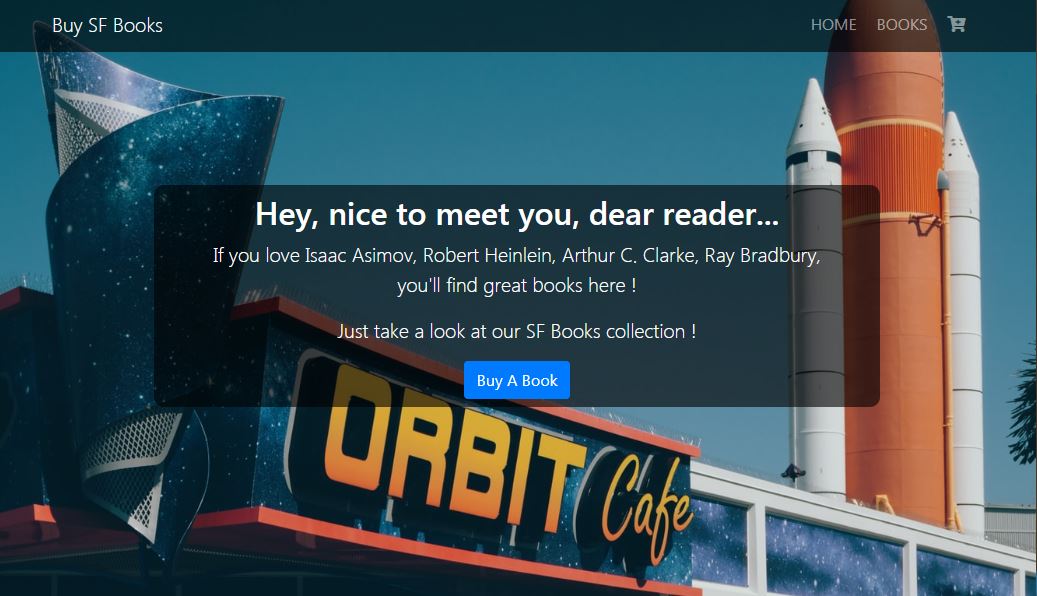 Buy SF Books
HOME
BOOKS
Hey, nice to meet you, dear reader...
If you love Isaac Asimov, Robert Heinlein, Arthur C. Clarke, Ray Bradbury,
you'll find great books here !
Just take a look at our SF Books collection !
Buy A Book
ORBIT
Cafe